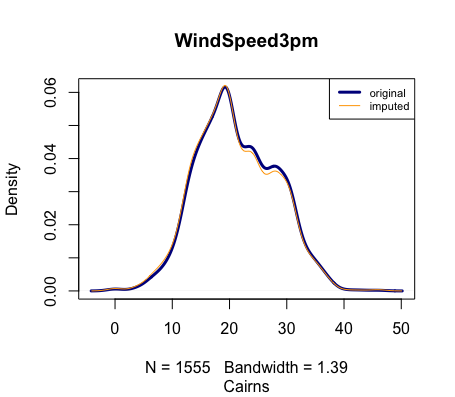 WindSpeed3pm
original
imputed
Density
0.06
0.04
0.02
0.00
0 10 20 30 40 50
N = 1555 Bandwidth = 1.39
Cairns